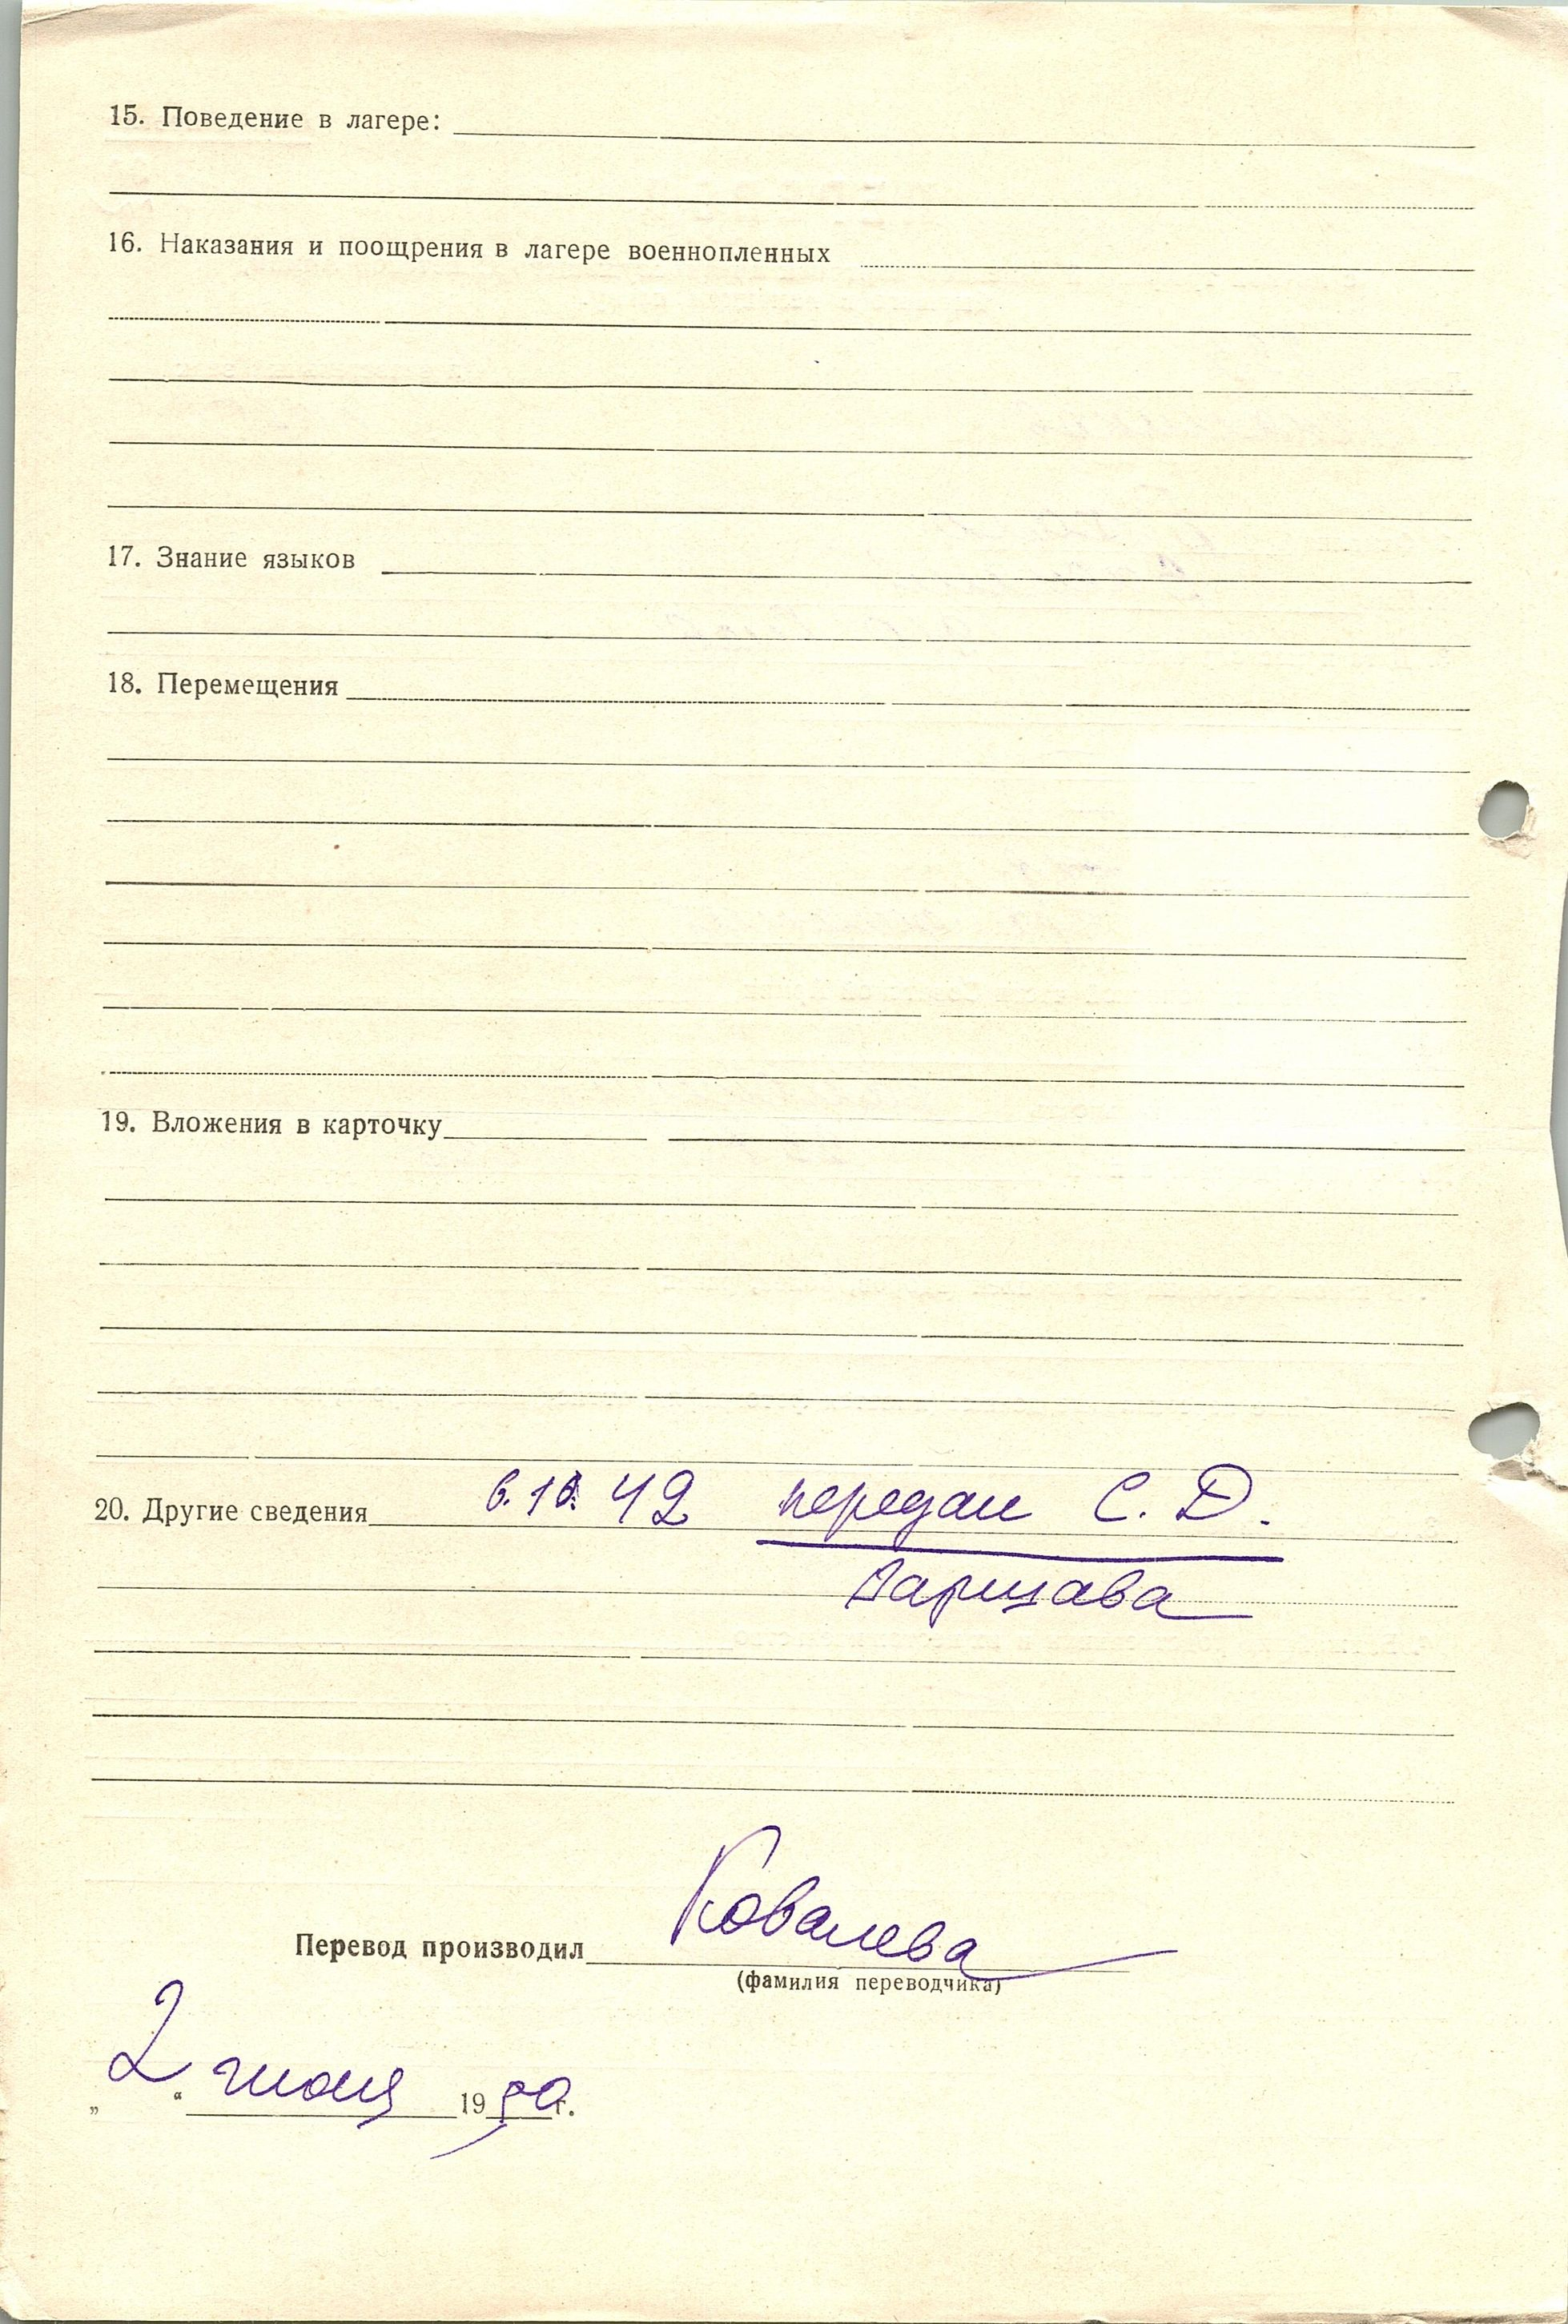 15. Поведение в лагере:
16. Наказания и поощрения в лагере военнопленных
17. Знание языков
18. Перемещения
19. Вложения в карточку
20. Другие сведения 6.10.42 передан С.Д.
Варшава
Перевод производил Ковалева
(фамилия переводчика)
„2“ июля 1950 г.